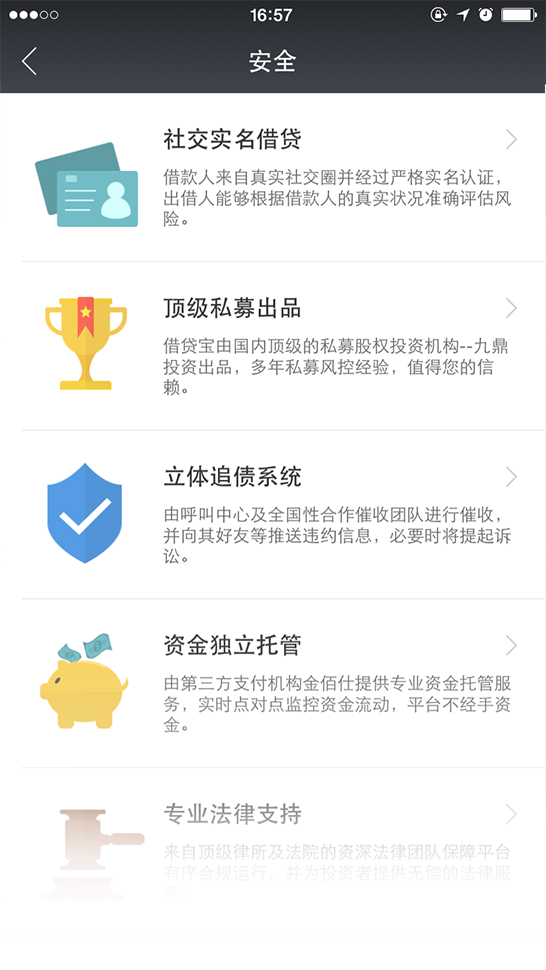 16:57
安全
社交实名借贷
借款人来自真实社交圈并经过严格实名认证，
出借人能够根据借款人的真实状况准确评估风
险。
顶级私募出品
借贷宝由国内顶级的私募股权投资机构--九鼎
投资出品，多年私募风控经验，值得您的信
赖。
立体追债系统
由呼叫中心及全国性合作催收团队进行催收，
并向其好友等推送违约信息，必要时将提起诉
讼。
资金独立托管
由第三方支付机构金佰仕提供专业资金托管服
务，实时点对点监控资金流动，平台不经手资
金。
专业法律支持
来自顶级律所及法院的资深法律团队保障平台
有序合规运行，并为投资者提供无偿的法律服